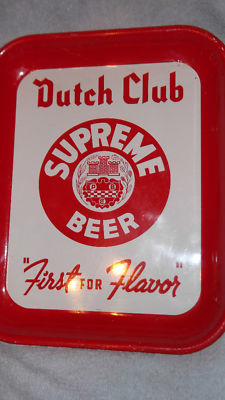 Dutch Club
SUPREME
BEER
"First FOR Flavor"